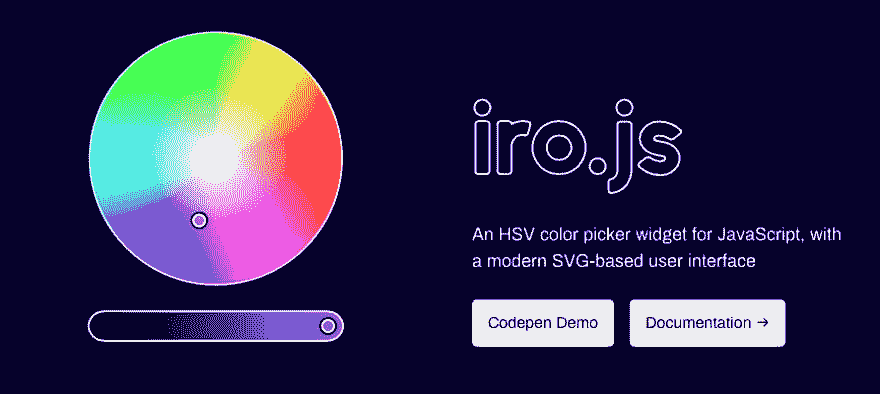 iro.js
An HSV color picker widget for JavaScript, with
a modern SVG-based user interface
Codepen Demo
Documentation →